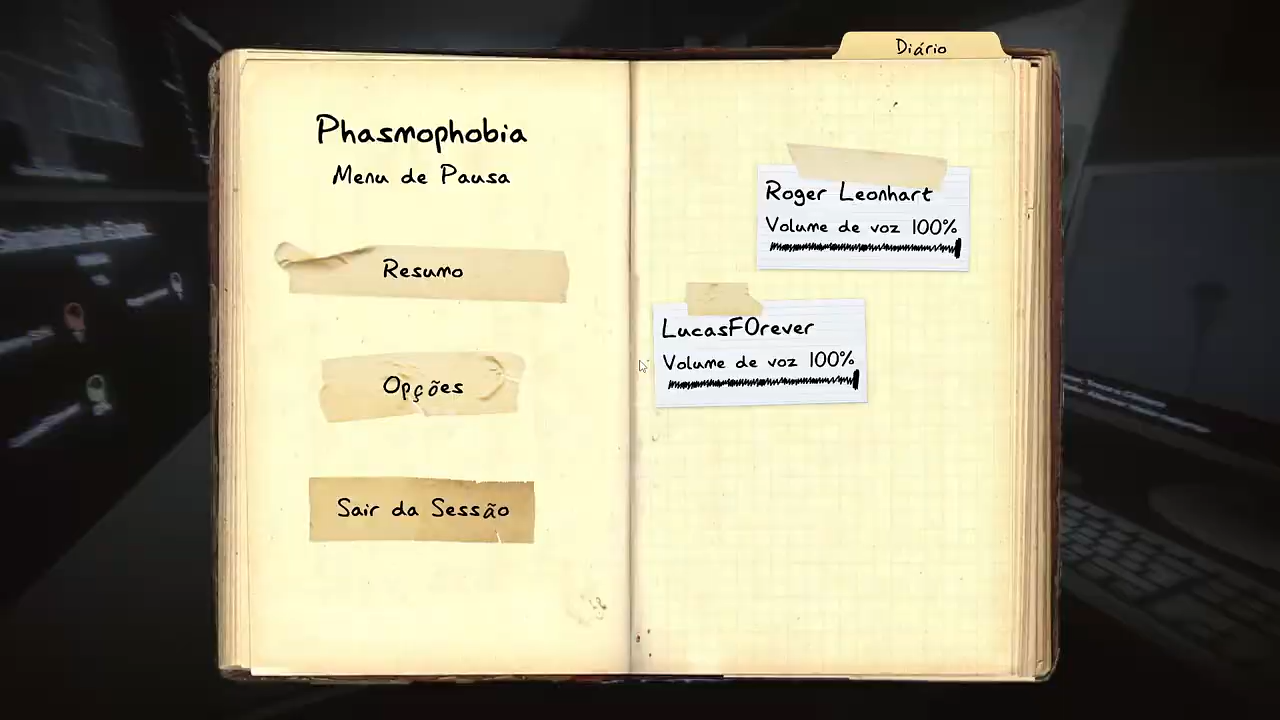 Diário
Phasmophobia
Menu de Pausa
Resumo
Opções
Sair da Sessão
Roger Leonhart
Volume de voz 100%
LucasF0rever
Volume de voz 100%